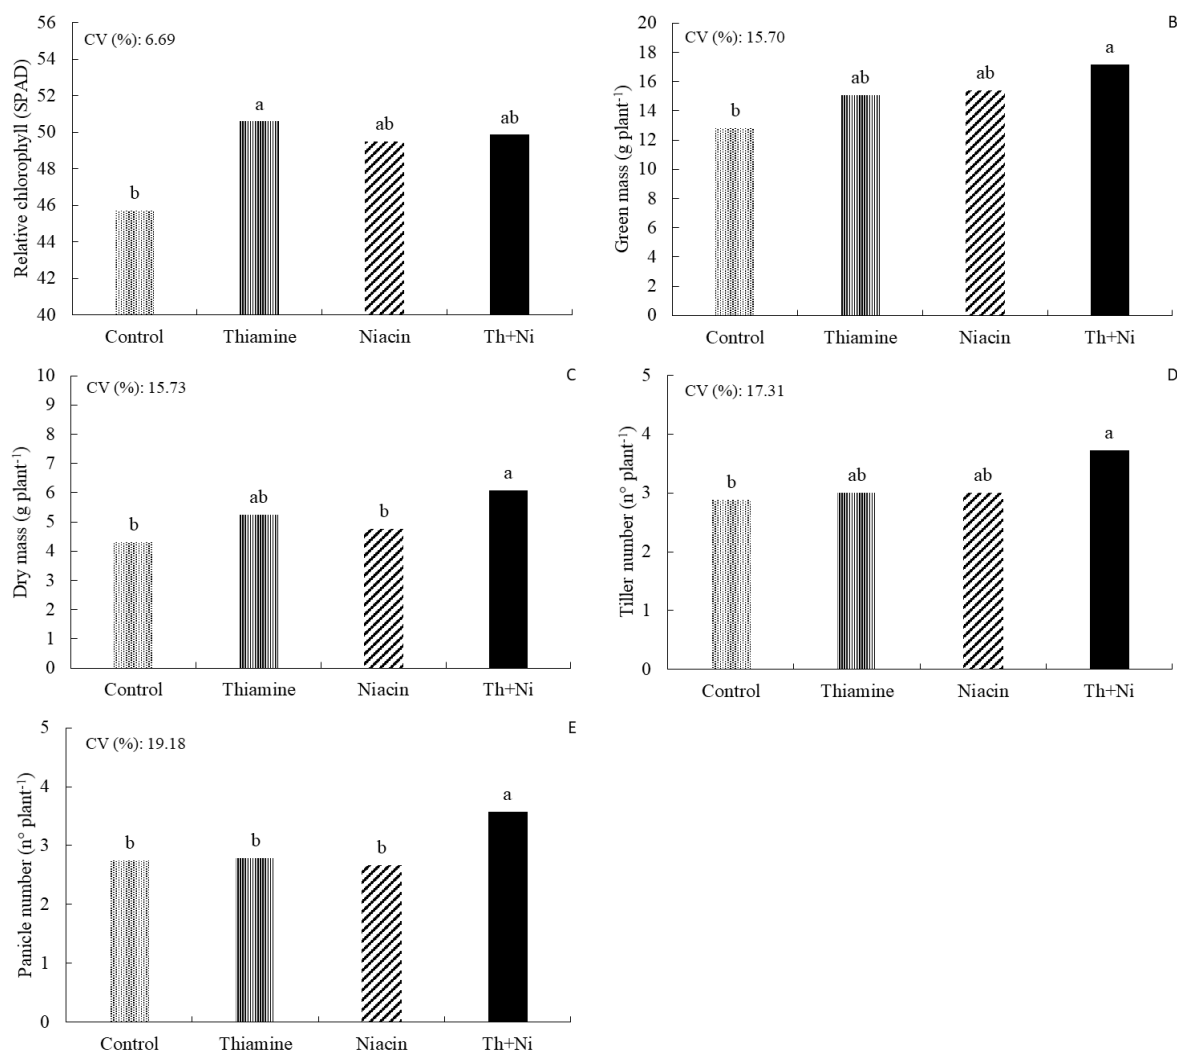 CV (%): 6.69
Relative chlorophyll (SPAD)
56
54
52
50
48
46
44
42
40
b
a
ab
ab
Control Thiamine Niacin Th+Ni
B
CV (%): 15.70
Green mass (g plant⁻¹)
20
18
16
14
12
10
8
6
4
2
0
b
ab
ab
a
Control Thiamine Niacin Th+Ni
C
CV (%): 15.73
Dry mass (g plant⁻¹)
10
9
8
7
6
5
4
3
2
1
0
b
ab
b
a
Control Thiamine Niacin Th+Ni
D
CV (%): 17.31
Tiller number (n° plant⁻¹)
5
4
3
2
1
0
b
ab
ab
a
Control Thiamine Niacin Th+Ni
E
CV (%): 19.18
Panicle number (n° plant⁻¹)
5
4
3
2
1
0
b
b
b
a
Control Thiamine Niacin Th+Ni